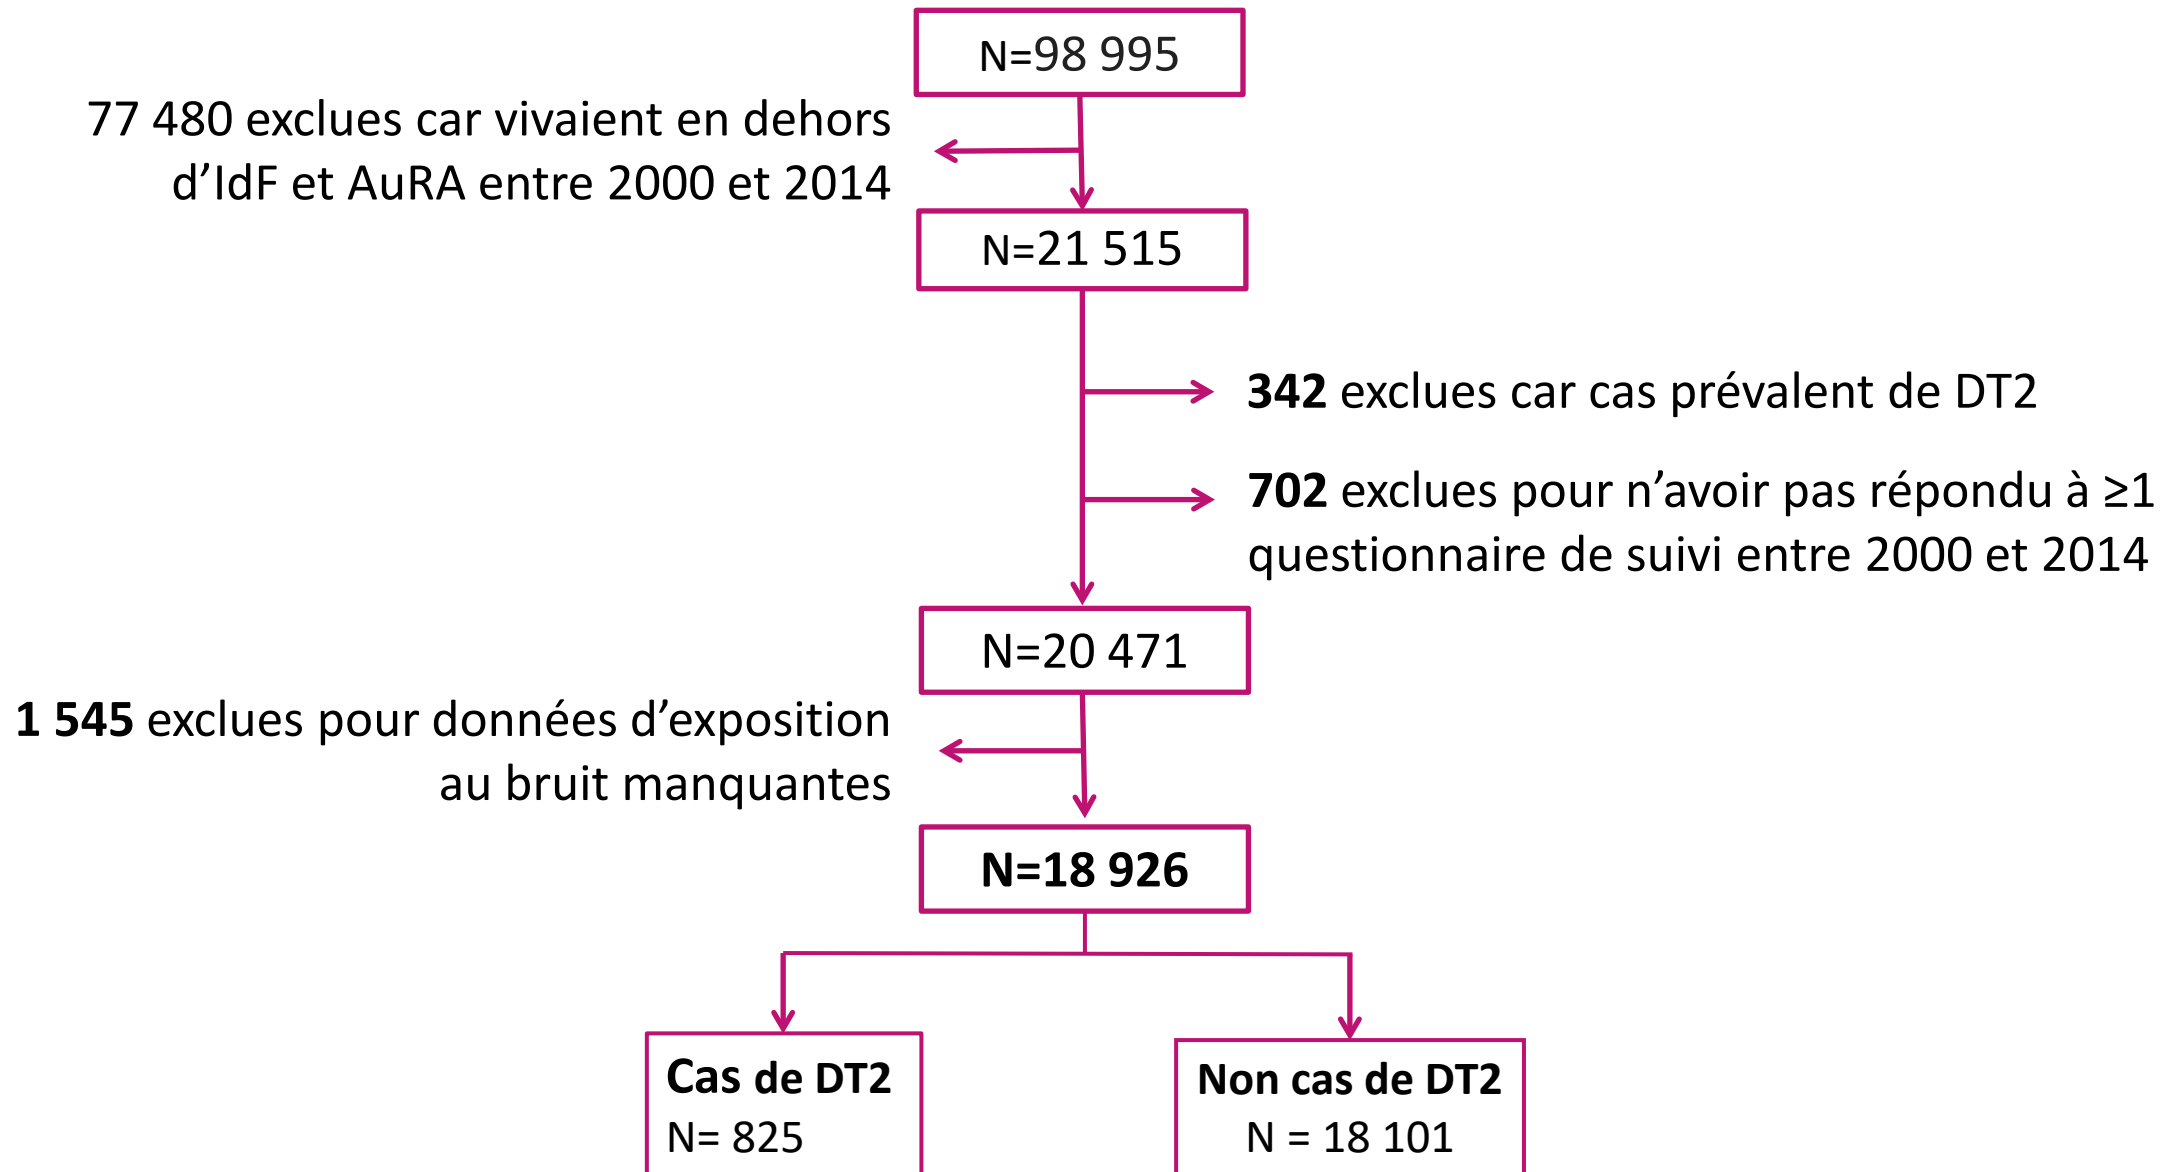 N=98 995
77 480 exclues car vivaient en dehors
d’IdF et AuRA entre 2000 et 2014
N=21 515
342 exclues car cas prévalent de DT2
702 exclues pour n’avoir pas répondu à ≥1
questionnaire de suivi entre 2000 et 2014
N=20 471
1 545 exclues pour données d’exposition
au bruit manquantes
N=18 926
Cas de DT2
N= 825
Non cas de DT2
N = 18 101